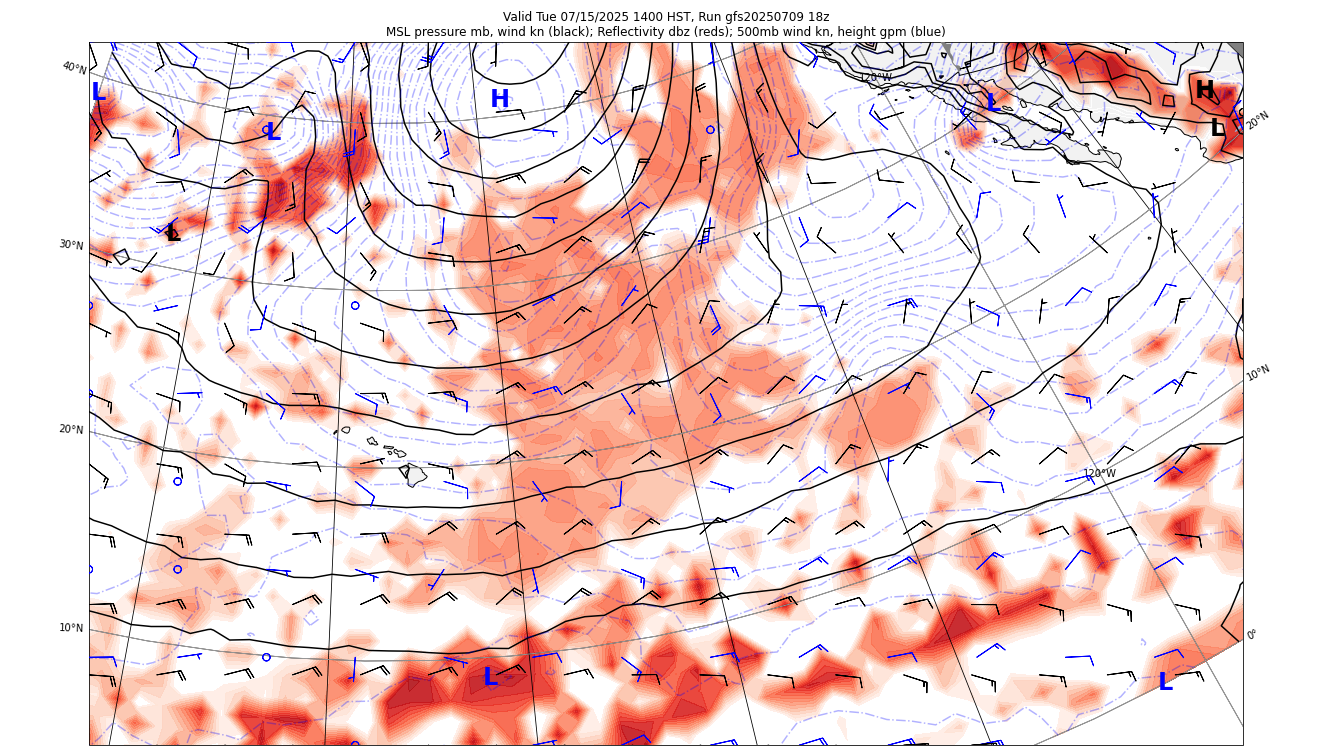 Valid Tue 07/15/2025 1400 HST, Run gfs20250709 18z
MSL pressure mb, wind kn (black); Reflectivity dbz (reds); 500mb wind kn, height gpm (blue)
40°N
120°W
L
H
L
H
L
L
20°N
30°N
L
10°N
20°N
120°W
10°N
0°
L
L